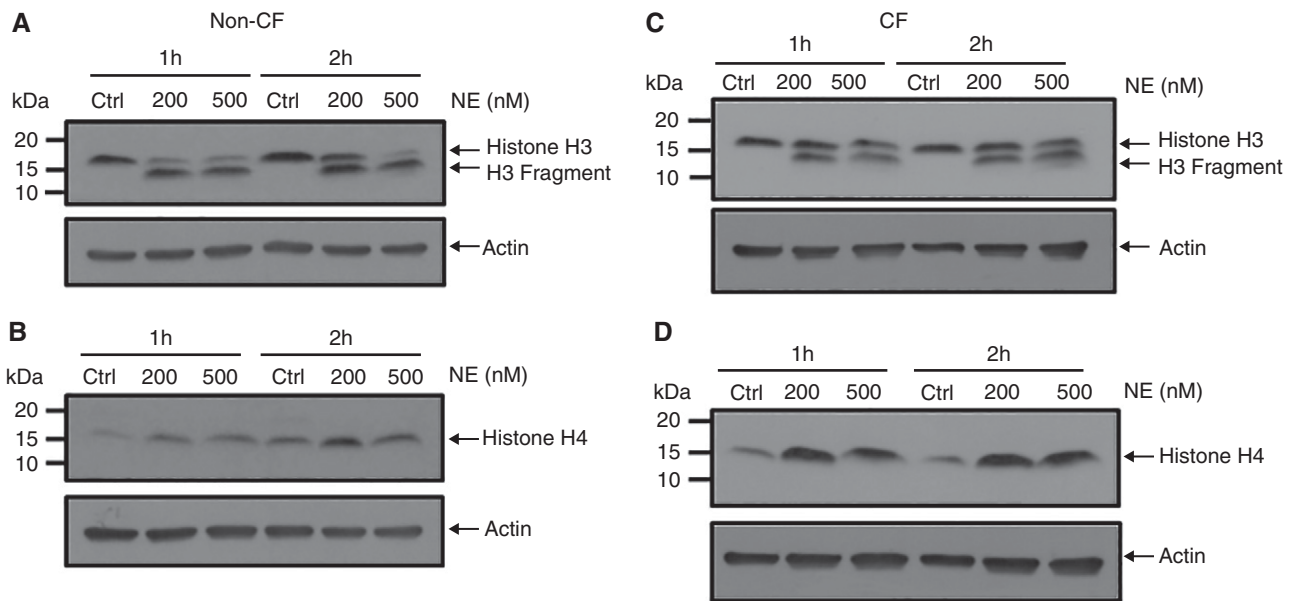 A
Non-CF
1h 2h
kDa Ctrl 200 500 Ctrl 200 500 NE (nM)
20
15
10
Histone H3
H3 Fragment
Actin
B
1h 2h
kDa Ctrl 200 500 Ctrl 200 500 NE (nM)
20
15
10
Histone H4
Actin
C
CF
1h 2h
kDa Ctrl 200 500 Ctrl 200 500 NE (nM)
20
15
10
Histone H3
H3 Fragment
Actin
D
1h 2h
kDa Ctrl 200 500 Ctrl 200 500 NE (nM)
20
15
10
Histone H4
Actin